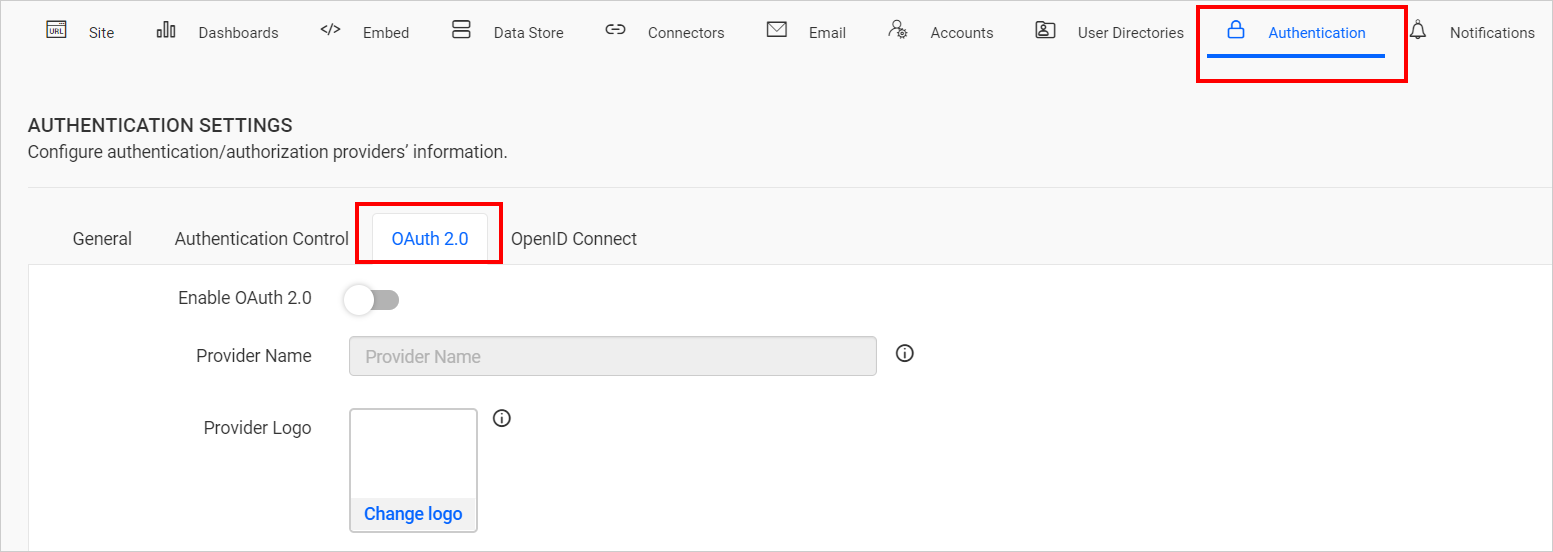 URL Site Dashboards </> Embed Data Store Connectors Email Accounts User Directories Authentication Notifications
AUTHENTICATION SETTINGS
Configure authentication/authorization providers’ information.
General Authentication Control OAuth 2.0 OpenID Connect
Enable OAuth 2.0
Provider Name Provider Name
Provider Logo
Change logo